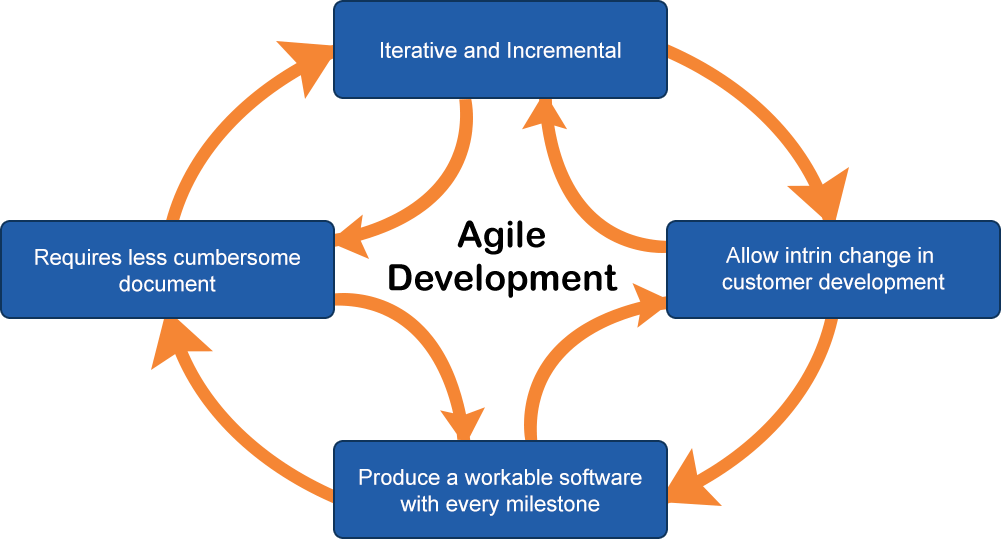 Iterative and Incremental
Agile
Development
Requires less cumbersome
document
Allow intrin change in
customer development
Produce a workable software
with every milestone